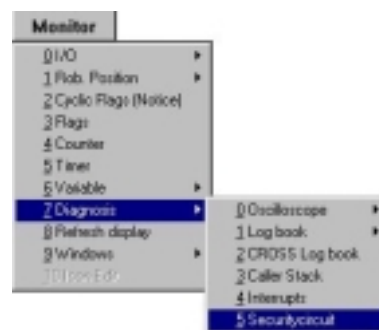 Monitor
0 I/O
1 Rob. Position
2 Cyclic Flags (Notice)
3 Flags
4 Counter
5 Timer
6 Variable
7 Diagnosis
8 Refresh display
9 Windows
0 Oscilloscope
1 Log book
2 CROSS Log book
3 Caller Stack
4 Interrupts
5 Securitycircuit